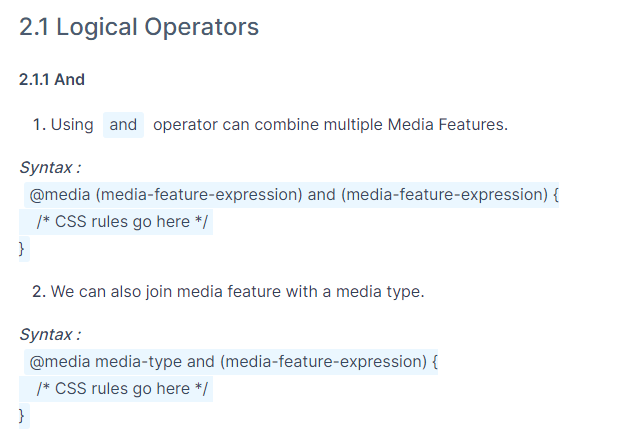 2.1 Logical Operators
2.1.1 And
1. Using and operator can combine multiple Media Features.
Syntax :
@media (media-feature-expression) and (media-feature-expression) {
/* CSS rules go here */
}
2. We can also join media feature with a media type.
Syntax :
@media media-type and (media-feature-expression) {
/* CSS rules go here */
}